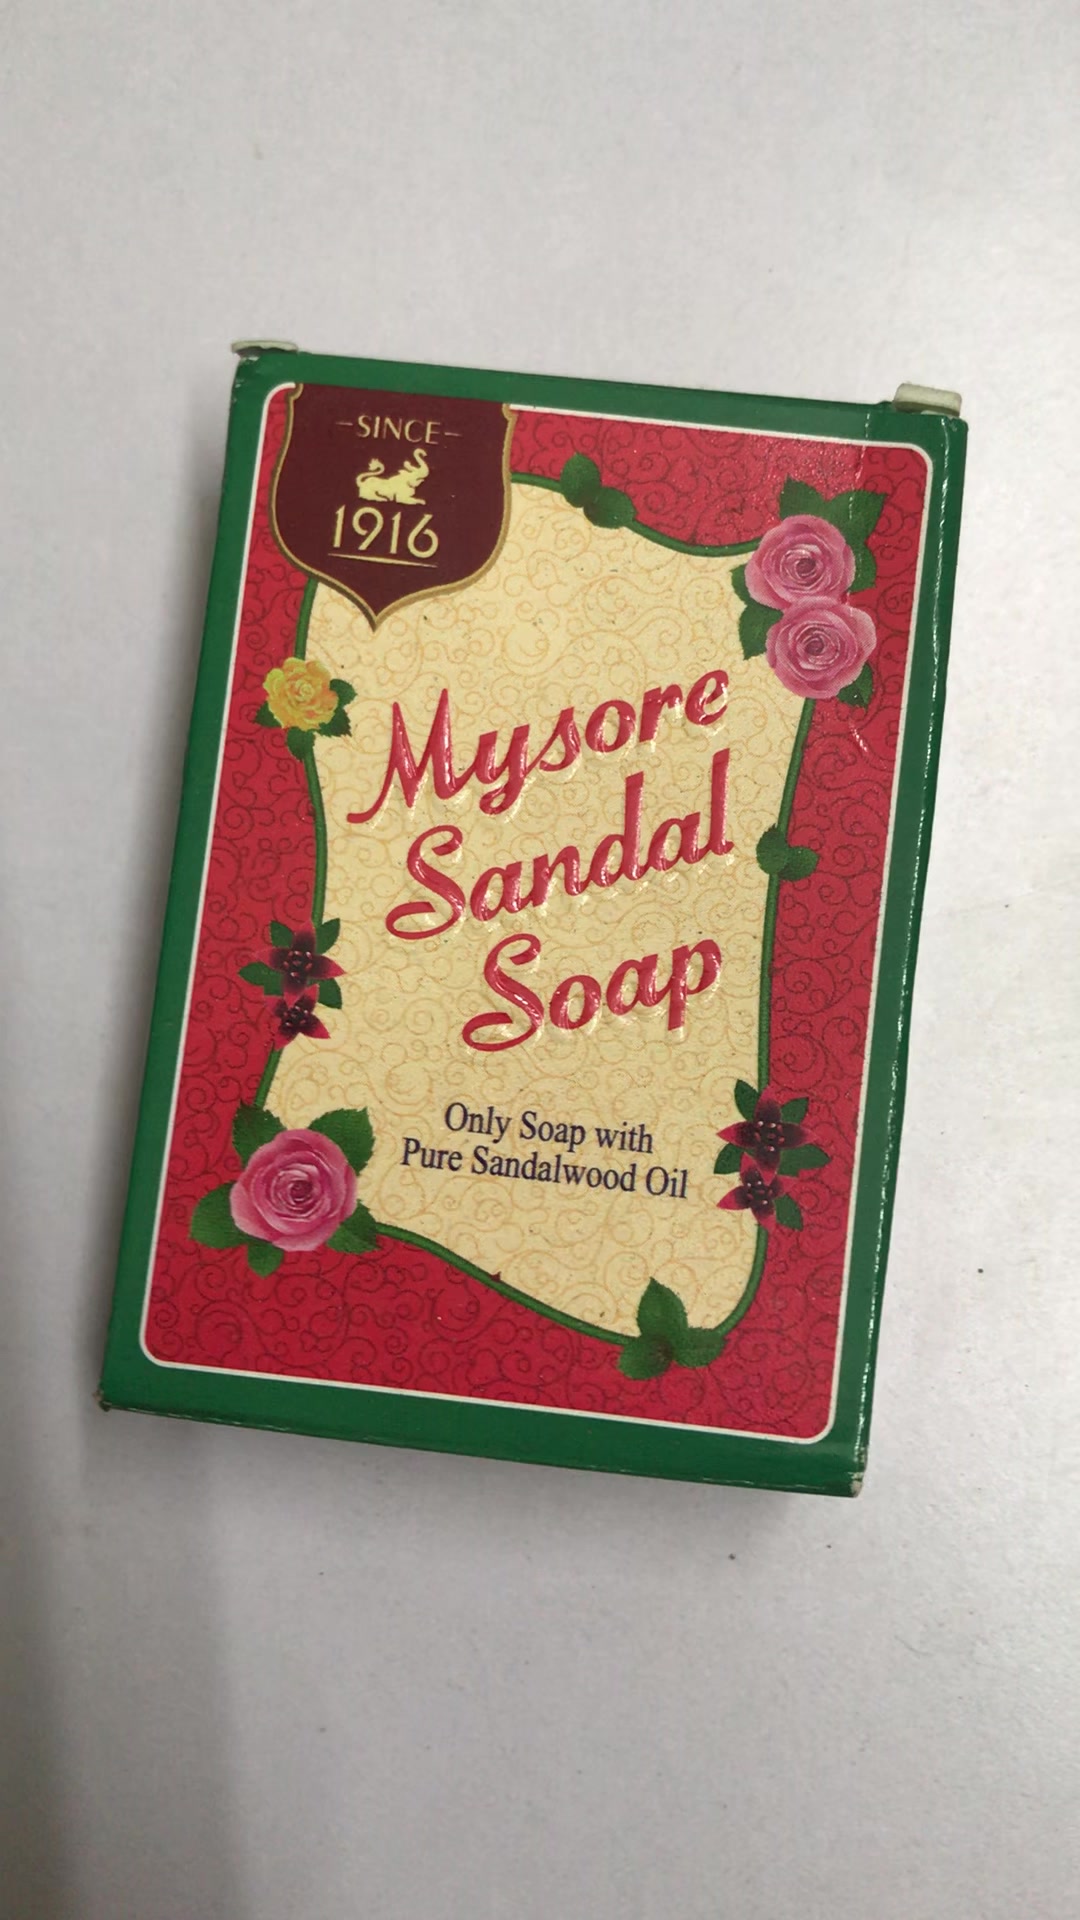 -SINCE-
1916
Mysore
Sandal
Soap
Only Soap with
Pure Sandalwood Oil